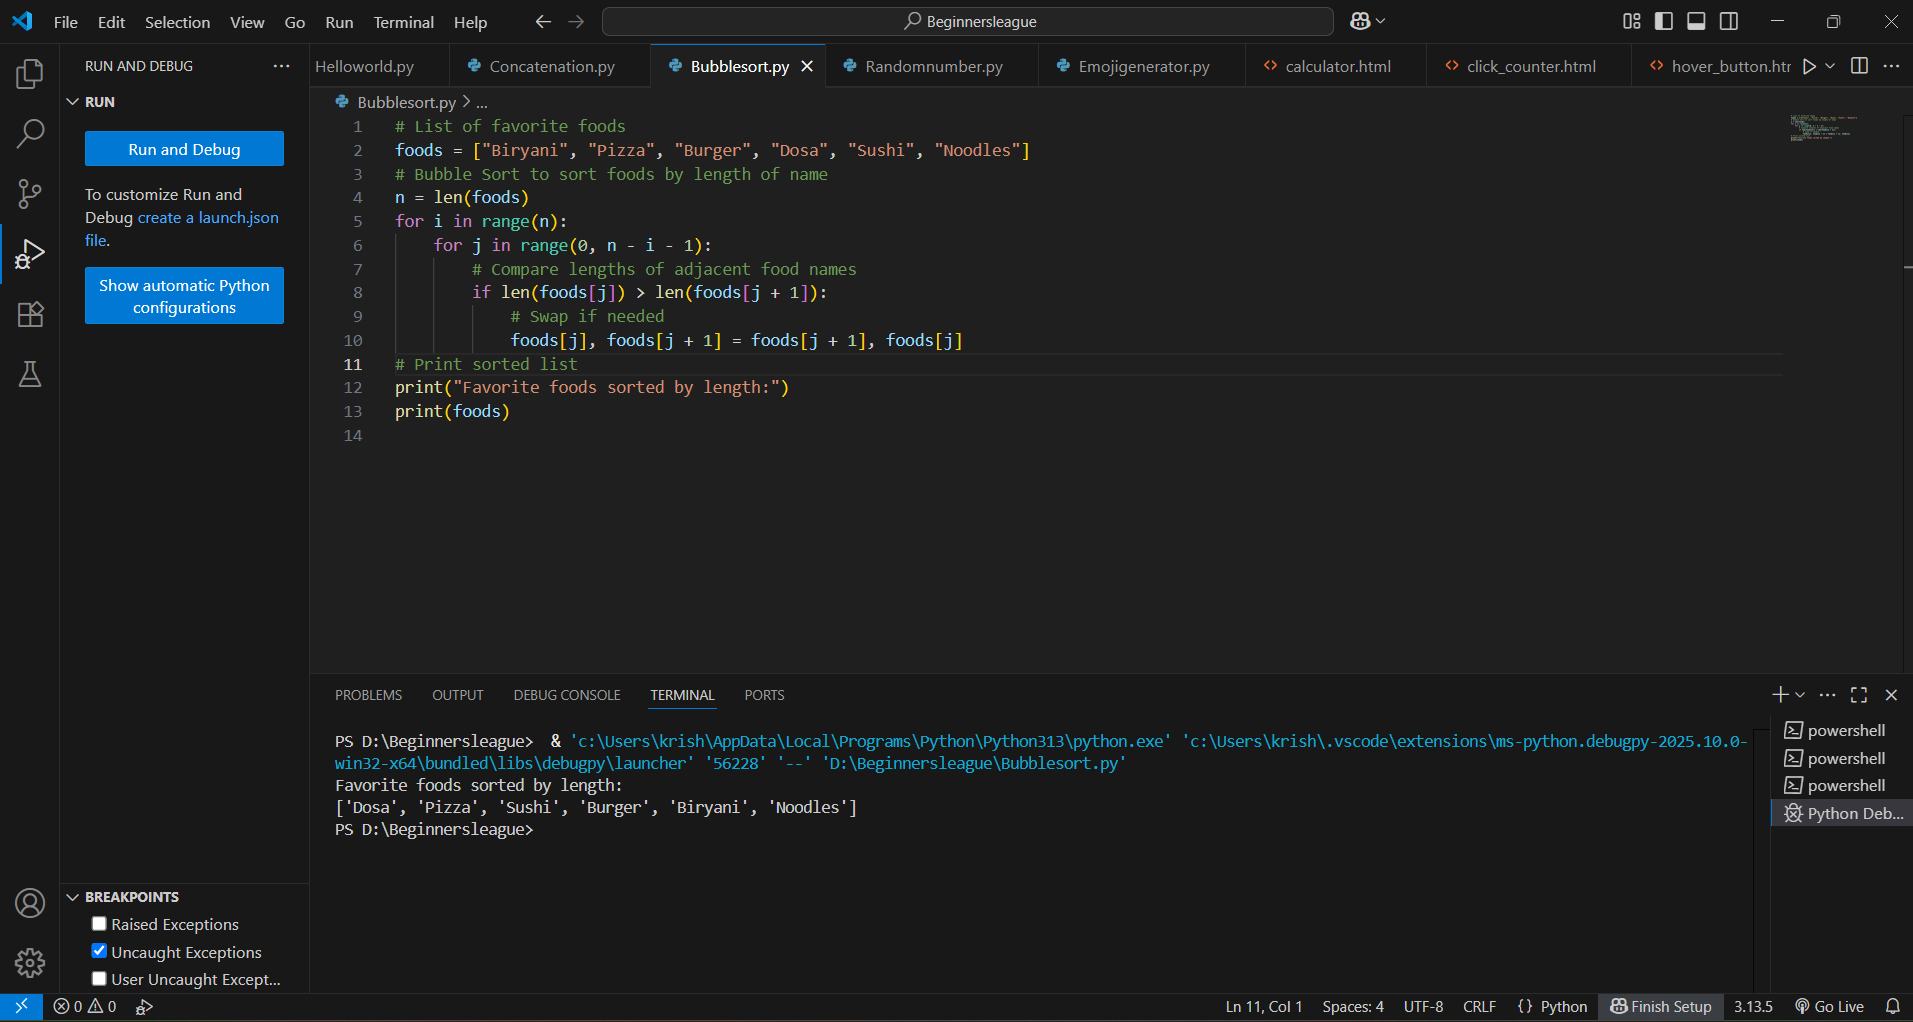 File Edit Selection View Go Run Terminal Help
Beginnersleague
RUN AND DEBUG
Helloworld.py Concatenation.py Bubblesort.py Randomnumber.py Emojigenerator.py calculator.html click_counter.html hover_button.htr
RUN
Run and Debug
To customize Run and
Debug create a launch.json
file.
Show automatic Python
configurations
Bubblesort.py > ...
1 # List of favorite foods
2 foods = ["Biryani", "Pizza", "Burger", "Dosa", "Sushi", "Noodles"]
3 # Bubble Sort to sort foods by length of name
4 n = len(foods)
5 for i in range(n):
6 for j in range(0, n - i - 1):
7 # Compare lengths of adjacent food names
8 if len(foods[j]) > len(foods[j + 1]):
9 # Swap if needed
10 foods[j], foods[j + 1] = foods[j + 1], foods[j]
11 # Print sorted list
12 print("Favorite foods sorted by length:")
13 print(foods)
14
PROBLEMS OUTPUT DEBUG CONSOLE TERMINAL PORTS
PS D:\Beginnersleague> & 'c:\Users\krish\AppData\Local\Programs\Python\Python313\python.exe' 'c:\Users\krish\.vscode\extensions\ms-python.debugpy-2025.10.0-
win32-x64\bundled\libs\debugpy\launcher' '56228' '--' 'D:\Beginnersleague\Bubblesort.py'
Favorite foods sorted by length:
['Dosa', 'Pizza', 'Sushi', 'Burger', 'Biryani', 'Noodles']
PS D:\Beginnersleague>
powershell
powershell
powershell
Python Deb...
BREAKPOINTS
Raised Exceptions
Uncaught Exceptions
User Uncaught Except...
0 0
Ln 11, Col 1 Spaces: 4 UTF-8 CRLF {} Python Finish Setup 3.13.5 Go Live